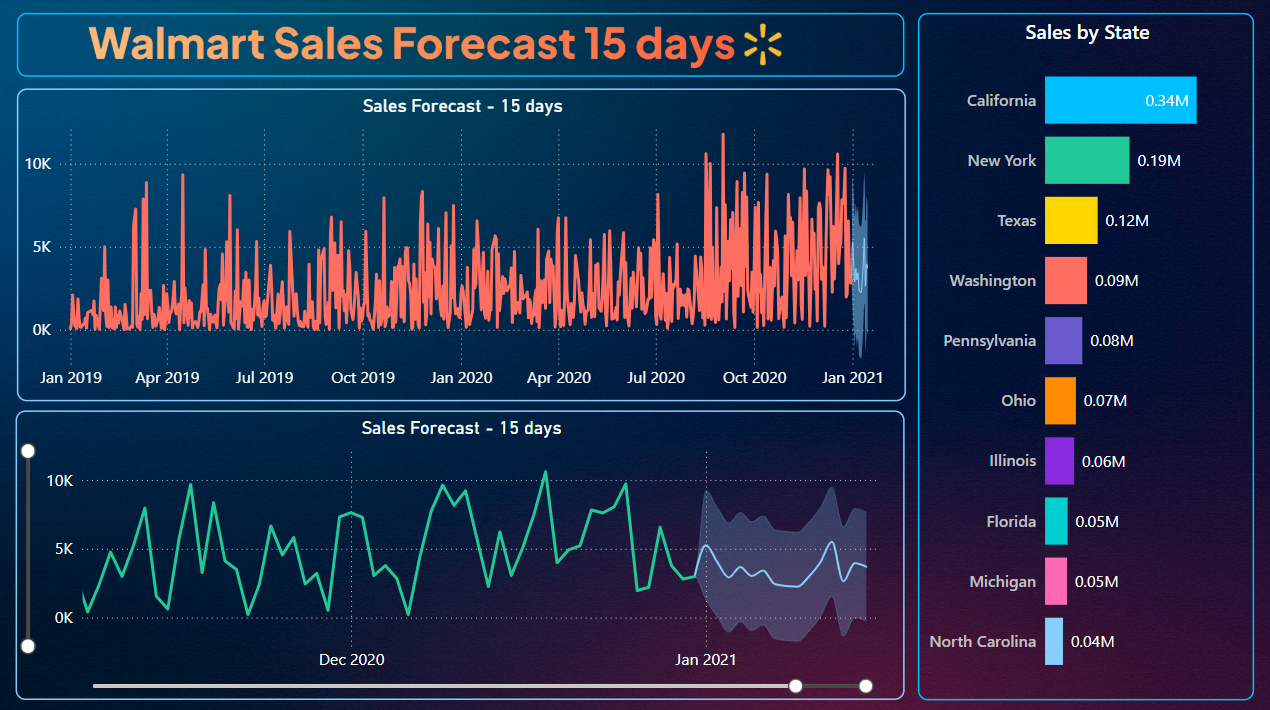 Walmart Sales Forecast 15 days
Sales Forecast - 15 days
10K
5K
0K
Jan 2019 Apr 2019 Jul 2019 Oct 2019 Jan 2020 Apr 2020 Jul 2020 Oct 2020 Jan 2021
Sales Forecast - 15 days
10K
5K
0K
Dec 2020 Jan 2021
Sales by State
California 0.34M
New York 0.19M
Texas 0.12M
Washington 0.09M
Pennsylvania 0.08M
Ohio 0.07M
Illinois 0.06M
Florida 0.05M
Michigan 0.05M
North Carolina 0.04M